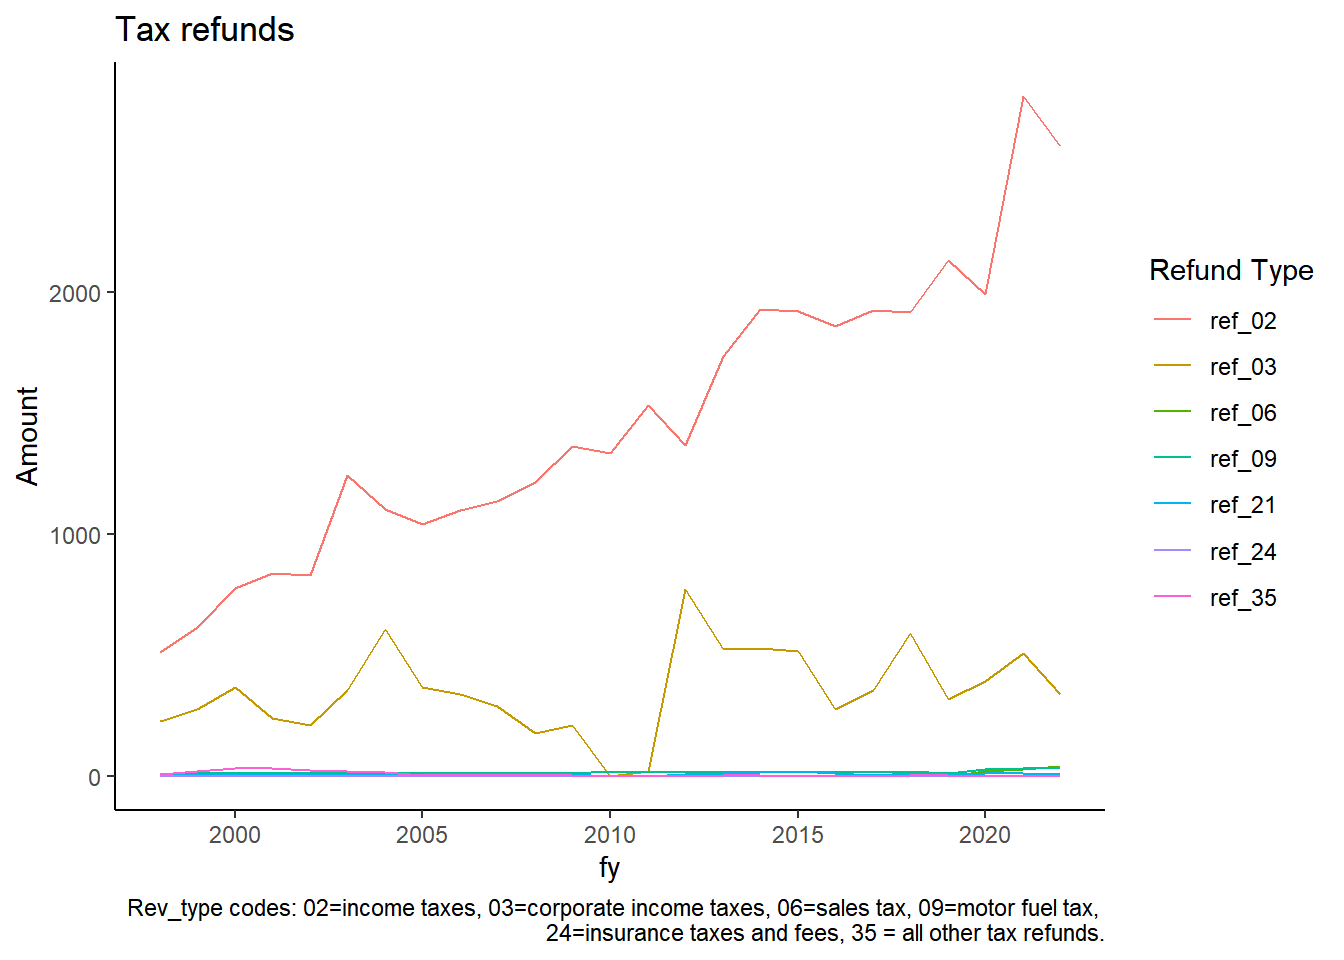 Tax refunds
Amount
2000
1000
0
2000
2005
2010
2015
2020
fy
Refund Type
ref_02
ref_03
ref_06
ref_09
ref_21
ref_24
ref_35
Rev_type codes: 02=income taxes, 03=corporate income taxes, 06=sales tax, 09=motor fuel tax,
24=insurance taxes and fees, 35 = all other tax refunds.